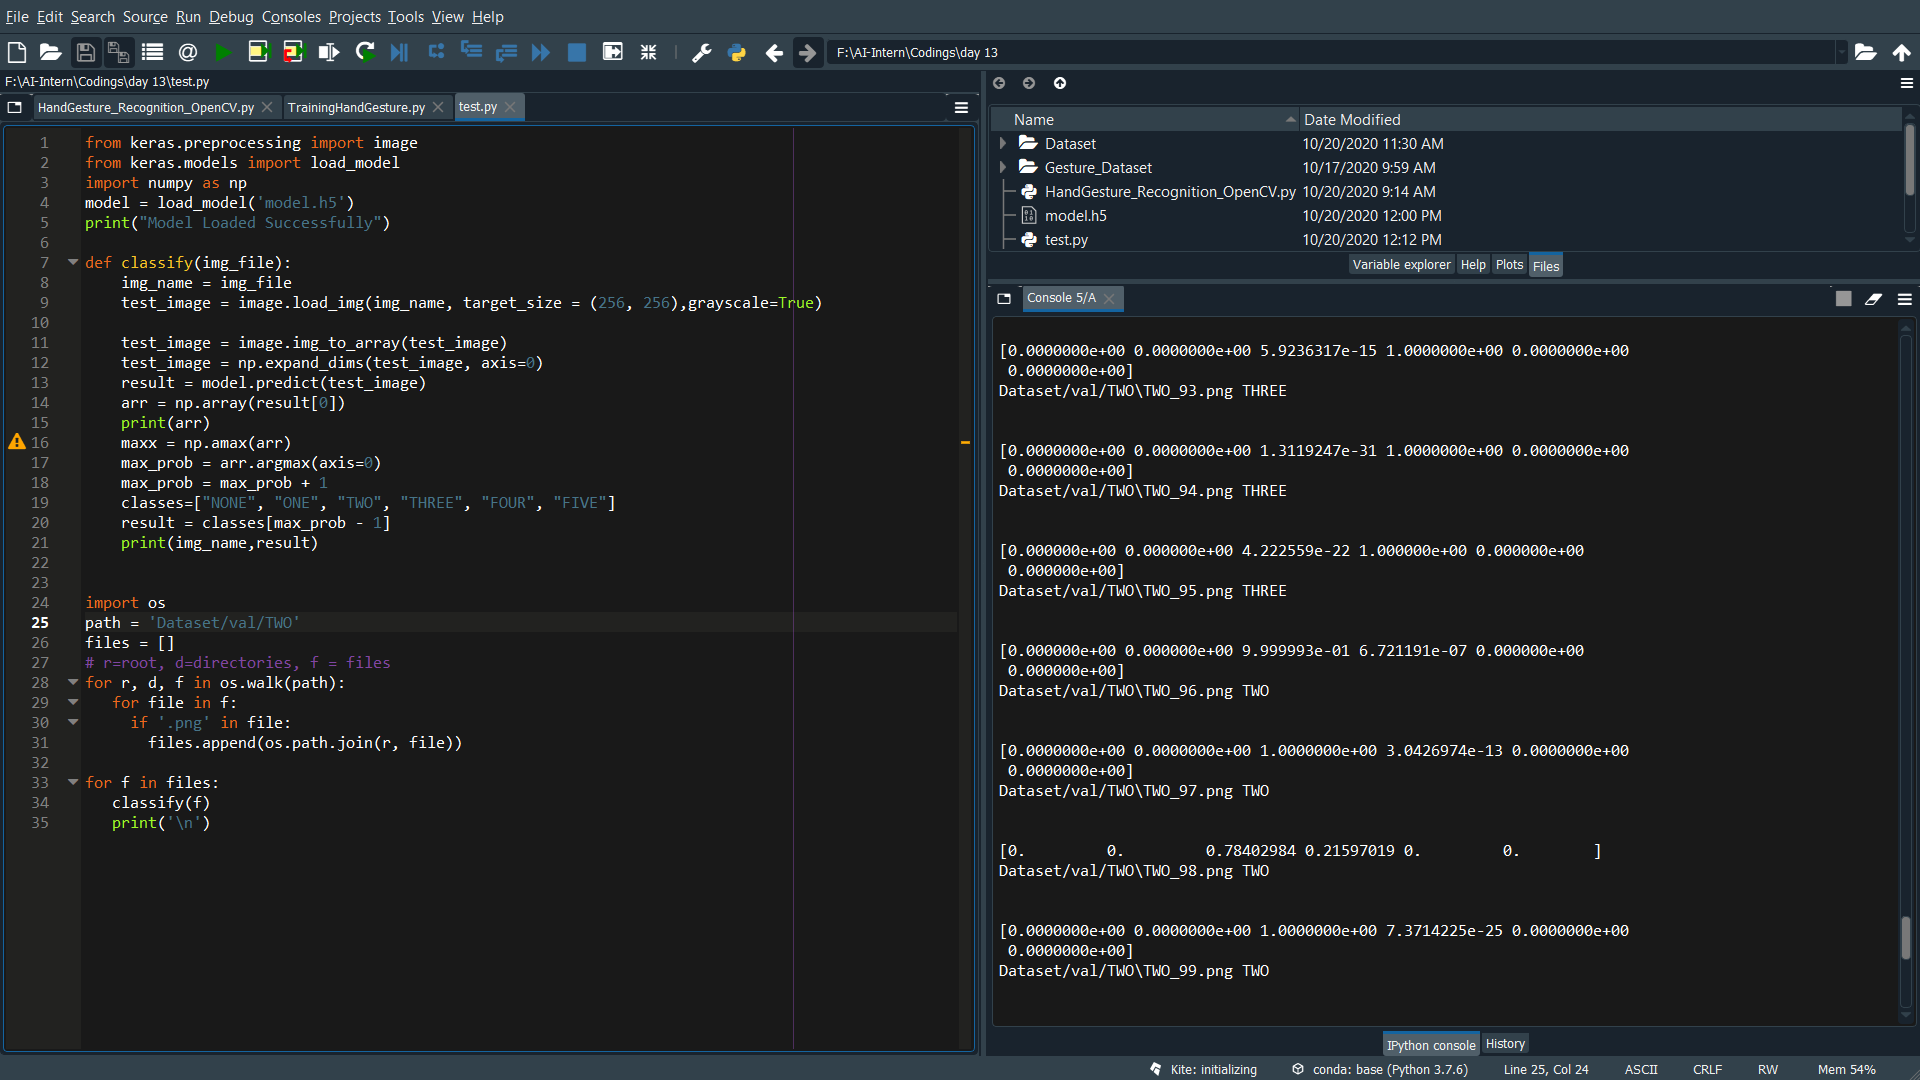 File Edit Search Source Run Debug Consoles Projects Tools View Help
F:\AI-Intern\Codings\day 13
F:\AI-Intern\Codings\day 13\test.py
HandGesture_Recognition_OpenCV.py TrainingHandGesture.py test.py
1 from keras.preprocessing import image
2 from keras.models import load_model
3 import numpy as np
4 model = load_model('model.h5')
5 print("Model Loaded Successfully")
6
7 def classify(img_file):
8 img_name = img_file
9 test_image = image.load_img(img_name, target_size = (256, 256),grayscale=True)
10
11 test_image = image.img_to_array(test_image)
12 test_image = np.expand_dims(test_image, axis=0)
13 result = model.predict(test_image)
14 arr = np.array(result[0])
15 print(arr)
16 maxx = np.amax(arr)
17 max_prob = arr.argmax(axis=0)
18 max_prob = max_prob + 1
19 classes=["NONE", "ONE", "TWO", "THREE", "FOUR", "FIVE"]
20 result = classes[max_prob - 1]
21 print(img_name,result)
22
23
24 import os
25 path = 'Dataset/val/TWO'
26 files = []
27 # r=root, d=directories, f = files
28 for r, d, f in os.walk(path):
29 for file in f:
30 if '.png' in file:
31 files.append(os.path.join(r, file))
32
33 for f in files:
34 classify(f)
35 print('\n')
Name Date Modified
Dataset 10/20/2020 11:30 AM
Gesture_Dataset 10/17/2020 9:59 AM
HandGesture_Recognition_OpenCV.py 10/20/2020 9:14 AM
model.h5 10/20/2020 12:00 PM
test.py 10/20/2020 12:12 PM
Variable explorer Help Plots Files
Console 5/A
[0.0000000e+00 0.0000000e+00 5.9236317e-15 1.0000000e+00 0.0000000e+00
0.0000000e+00]
Dataset/val/TWO\TWO_93.png THREE
[0.0000000e+00 0.0000000e+00 1.3119247e-31 1.0000000e+00 0.0000000e+00
0.0000000e+00]
Dataset/val/TWO\TWO_94.png THREE
[0.000000e+00 0.000000e+00 4.222559e-22 1.000000e+00 0.000000e+00
0.000000e+00]
Dataset/val/TWO\TWO_95.png THREE
[0.000000e+00 0.000000e+00 9.999993e-01 6.721191e-07 0.000000e+00
0.000000e+00]
Dataset/val/TWO\TWO_96.png TWO
[0.0000000e+00 0.0000000e+00 1.0000000e+00 3.0426974e-13 0.0000000e+00
0.0000000e+00]
Dataset/val/TWO\TWO_97.png TWO
[0. 0. 0.78402984 0.21597019 0. 0. ]
Dataset/val/TWO\TWO_98.png TWO
[0.0000000e+00 0.0000000e+00 1.0000000e+00 7.3714225e-25 0.0000000e+00
0.0000000e+00]
Dataset/val/TWO\TWO_99.png TWO
IPython console History
Kite: initializing conda: base (Python 3.7.6) Line 25, Col 24 ASCII CRLF RW Mem 54%